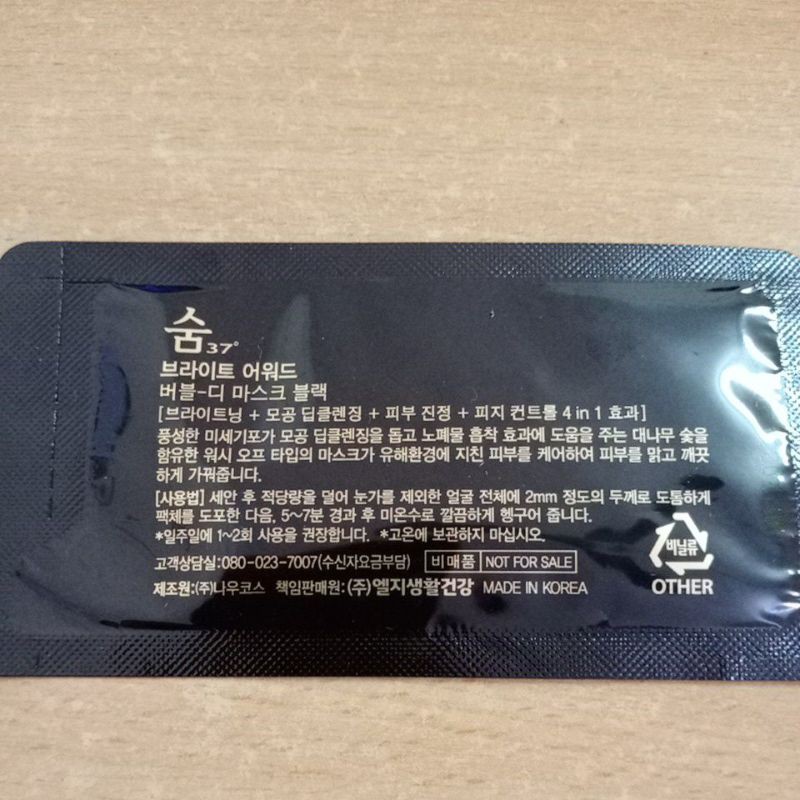 숨37°
브라이트 어워드
버블-디 마스크 블랙
[브라이트닝 + 모공 딥클렌징 + 피부 진정 + 피지 컨트롤 4 in 1 효과]
풍성한 미세기포가 모공 딥클렌징을 돕고 노폐물 흡착 효과에 도움을 주는 대나무 숯을
함유한 워시 오프 타입의 마스크가 유해환경에 지친 피부를 케어하여 피부를 맑고 깨끗
하게 가꿔줍니다.
[사용법] 세안 후 적당량을 덜어 눈가를 제외한 얼굴 전체에 2mm 정도의 두께로 도톰하게
팩체를 도포한 다음, 5~7분 경과 후 미온수로 깔끔하게 헹구어 줍니다.
*일주일에 1~2회 사용을 권장합니다. *고온에 보관하지 마십시오.
고객상담실:080-023-7007(수신자요금부담) 비매품 NOT FOR SALE
제조원:(주)나우코스 책임판매원:(주)엘지생활건강 MADE IN KOREA
비닐류
OTHER